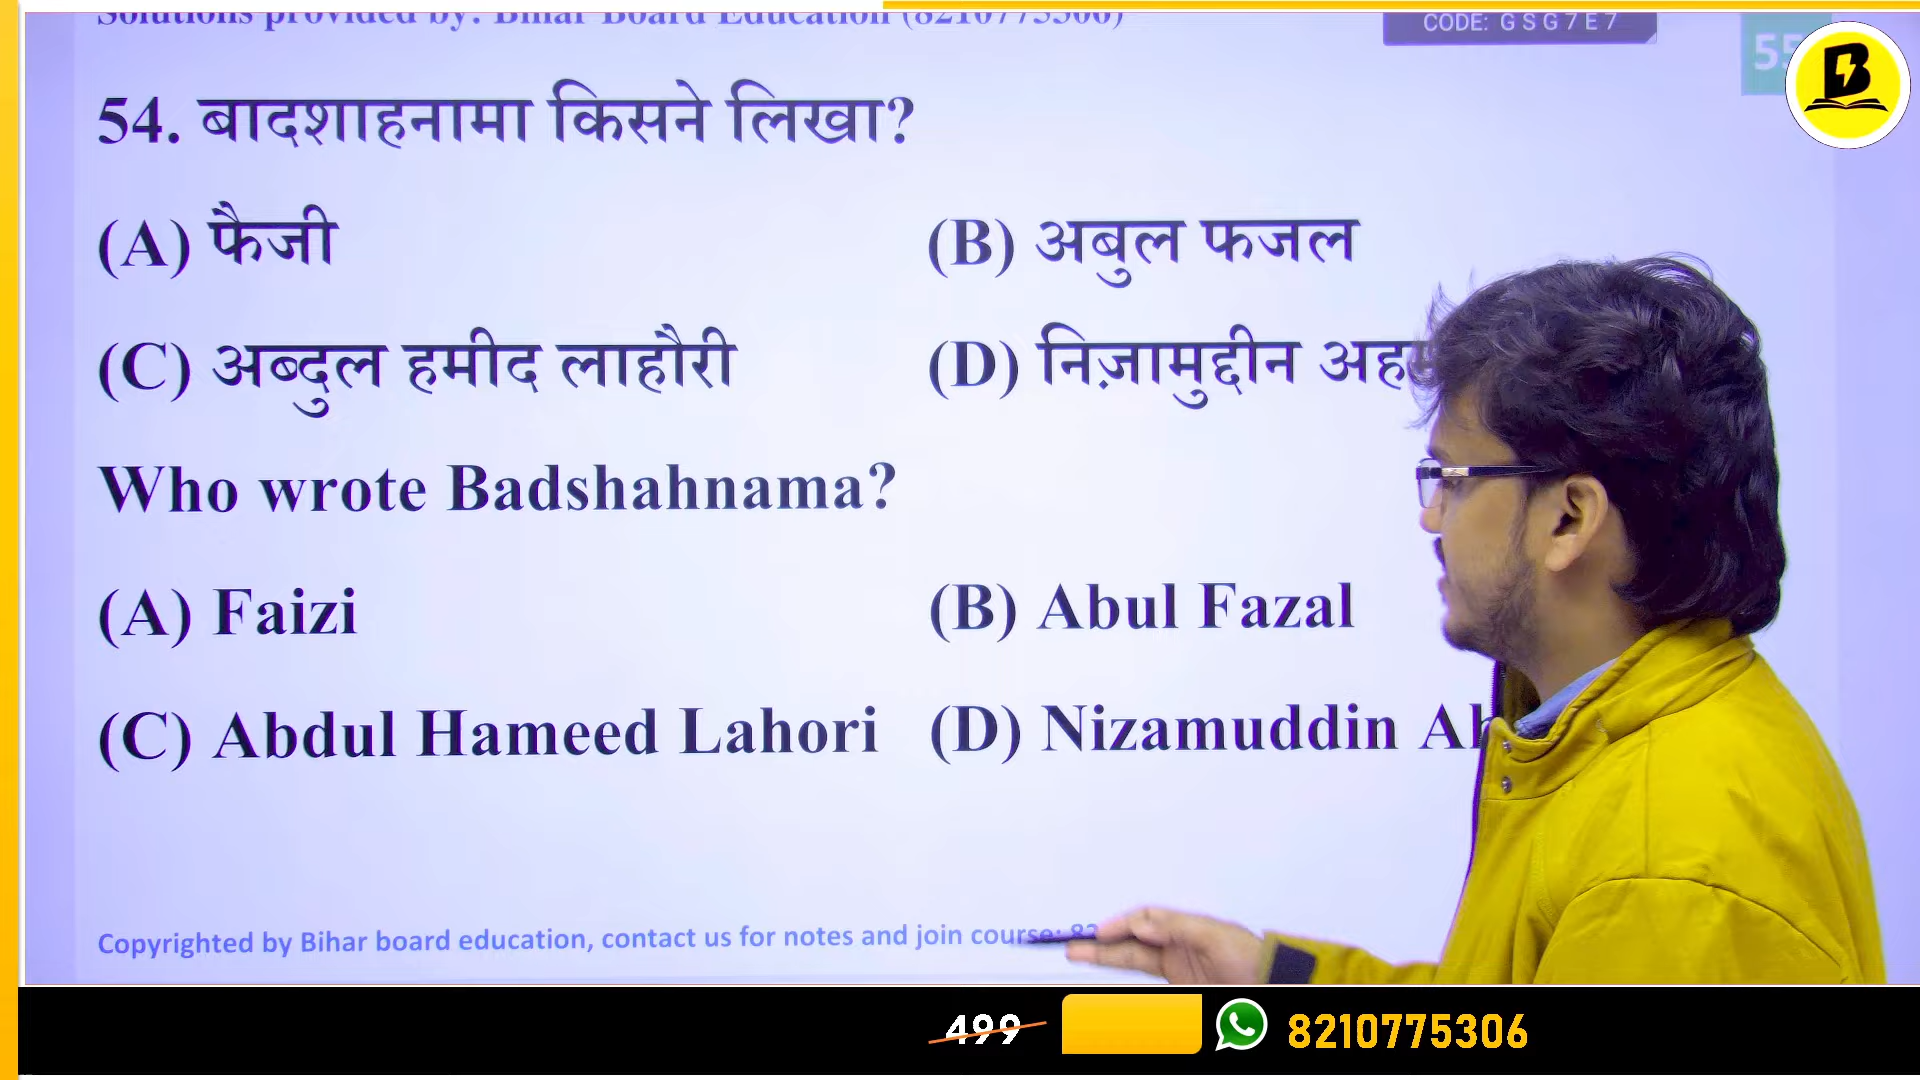 Solutions provided by: Bihar Board Education (8210775306)
CODE: G S G 7 E 7
54. बादशाहनामा किसने लिखा?
(A) फैजी
(B) अबुल फजल
(C) अब्दुल हमीद लाहौरी
(D) निज़ामुद्दीन
Who wrote Badshahnama?
(A) Faizi
(B) Abul Fazal
(C) Abdul Hameed Lahori
(D) Nizamuddin
Copyrighted by Bihar board education, contact us for notes and join course: 82
499
8210775306
B